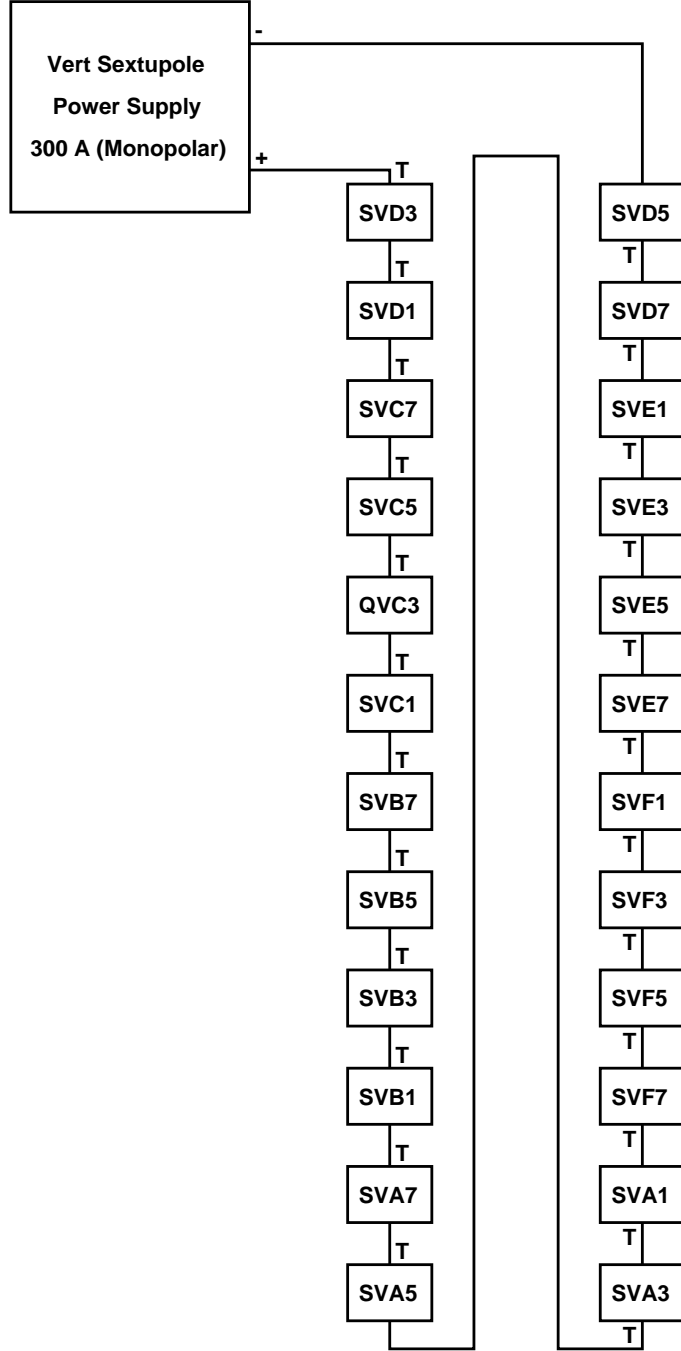 -
Vert Sextupole
Power Supply
300 A (Monopolar)
+
T
SVD3
T
SVD1
T
SVC7
T
SVC5
T
QVC3
T
SVC1
T
SVB7
T
SVB5
T
SVB3
T
SVB1
T
SVA7
T
SVA5
SVD5
T
SVD7
T
SVE1
T
SVE3
T
SVE5
T
SVE7
T
SVF1
T
SVF3
T
SVF5
T
SVF7
T
SVA1
T
SVA3
T